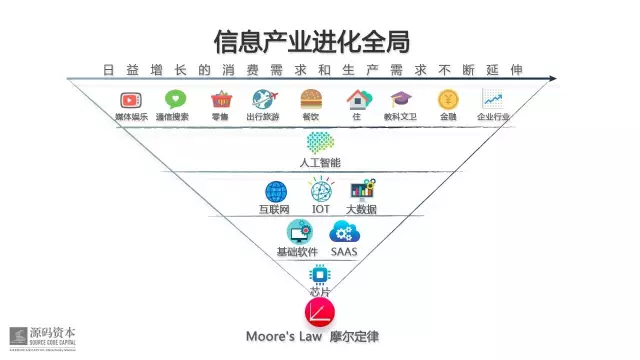 信息产业进化全局
日益增长的消费需求和生产需求不断延伸
媒体娱乐 通信搜索 零售 出行旅游 餐饮 住 教科文卫 金融 企业行业
人工智能
互联网 IOT 大数据
基础软件 SAAS
芯片
Moore's Law 摩尔定律
源码资本
SOURCE CODE CAPITAL